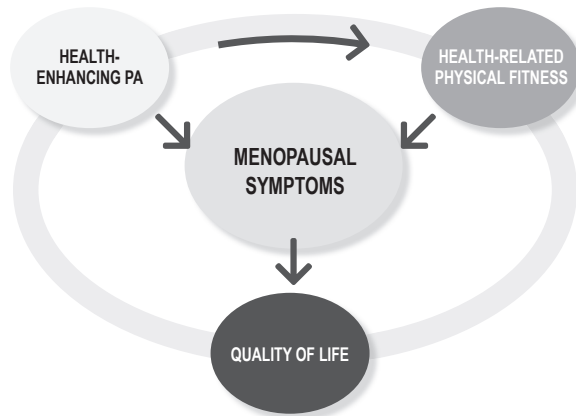 HEALTH-
ENHANCING PA
HEALTH-RELATED
PHYSICAL FITNESS
MENOPAUSAL
SYMPTOMS
QUALITY OF LIFE